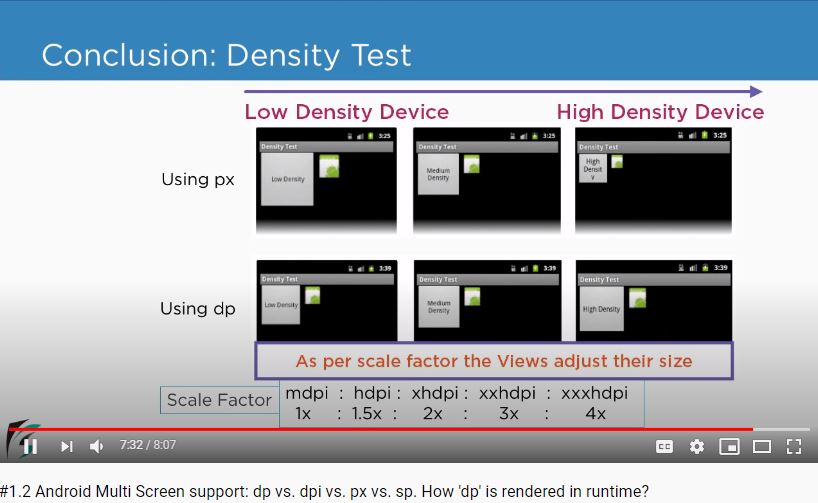 Conclusion: Density Test
Low Density Device
High Density Device
Using px
3:25
Density Test
Low Density
3:25
Density Test
Medium
Density
3:25
Density Test
High
Densit
y
Using dp
3:39
Density Test
Low Density
3:39
Density Test
Medium
Density
3:39
Density Test
High Density
As per scale factor the Views adjust their size
Scale Factor
mdpi : hdpi : xhdpi : xxhdpi : xxxhdpi
1x : 1.5x : 2x : 3x : 4x
7:32 / 8:07
CC
#1.2 Android Multi Screen support: dp vs. dpi vs. px vs. sp. How 'dp' is rendered in runtime?